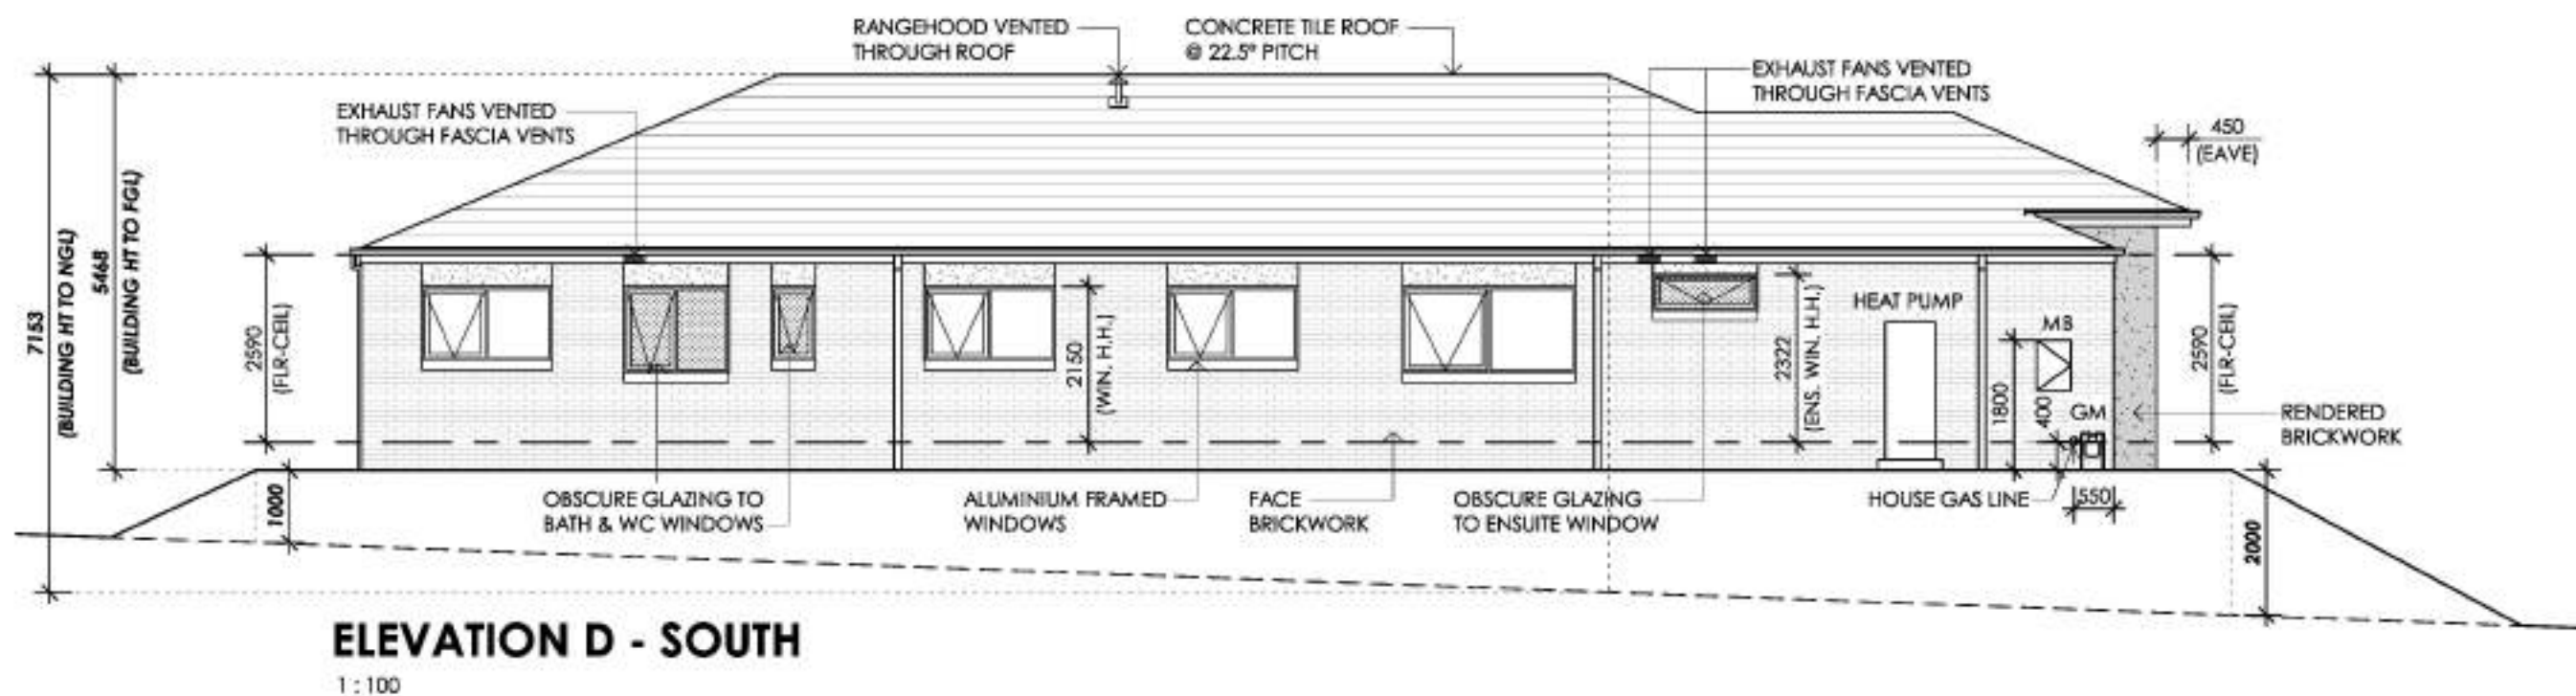 RANGEHOOD VENTED
THROUGH ROOF
CONCRETE TILE ROOF
@ 22.5° PITCH
EXHAUST FANS VENTED
THROUGH FASCIA VENTS
EXHAUST FANS VENTED
THROUGH FASCIA VENTS
450
(EAVE)
7153
(BUILDING HT TO NGL)
5468
(BUILDING HT TO FGL)
2590
(FLR-CEIL)
2150
(WIN. H.H.)
2322
(ENS. WIN. H.H.)
HEAT PUMP
MB
1800
400
GM
2590
(FLR-CEIL)
RENDERED
BRICKWORK
1000
OBSCURE GLAZING TO
BATH & WC WINDOWS
ALUMINIUM FRAMED
WINDOWS
FACE
BRICKWORK
OBSCURE GLAZING
TO ENSUITE WINDOW
HOUSE GAS LINE
550
2000
ELEVATION D - SOUTH
1 : 100